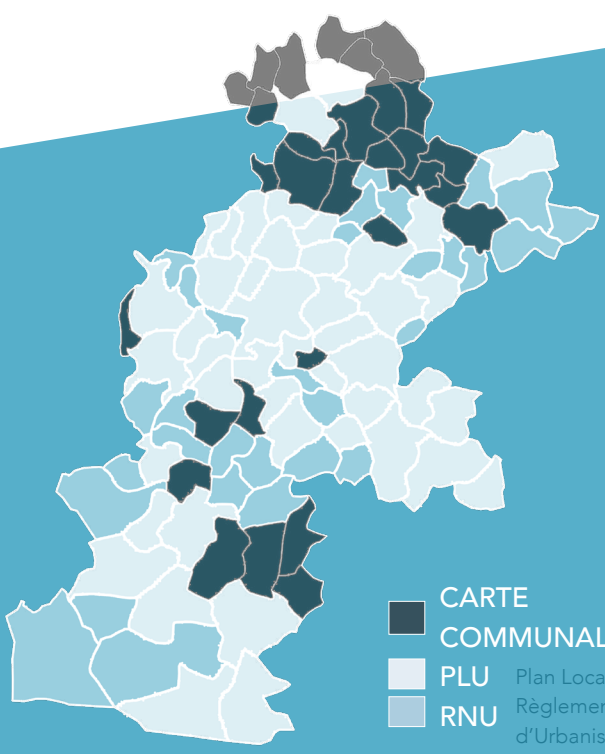 CARTE
COMMUNAL
PLU Plan Loca
RNU Règlemen
d'Urbanis